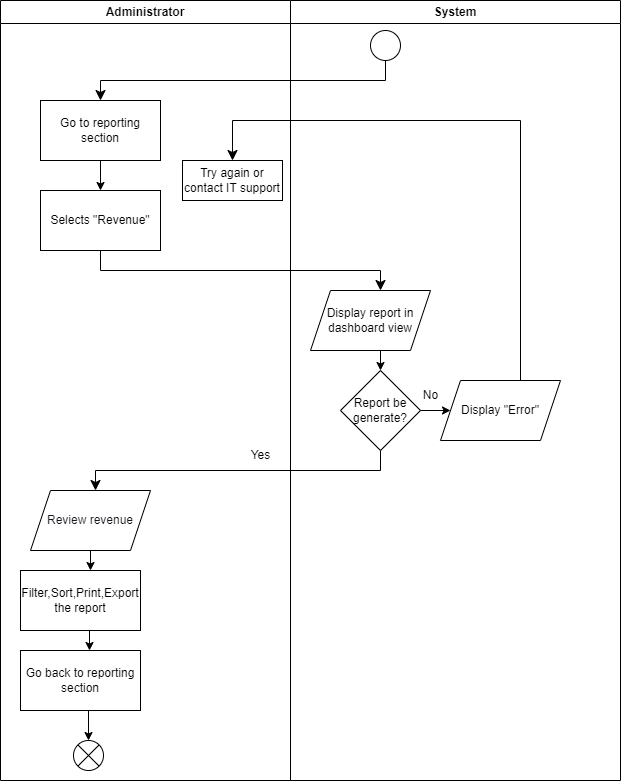 Administrator
System
Go to reporting
section
Try again or
contact IT support
Selects "Revenue"
Display report in
dashboard view
Report be
generate?
No
Display "Error"
Yes
Review revenue
Filter,Sort,Print,Export
the report
Go back to reporting
section